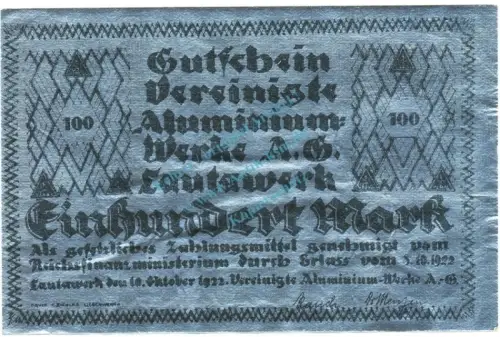 Gutschein
Vereinigte
Aluminium-
Werke A.G.
Lautawerk
100 100
Einhundert Mark
Als gesetzliches Zahlungsmittel genehmigt vom
Reichsfinanzministerium durch Erlass vom 5.10.1922
Lautawerk den 10. Oktober 1922. Vereinigte Aluminium-Werke A.-G.